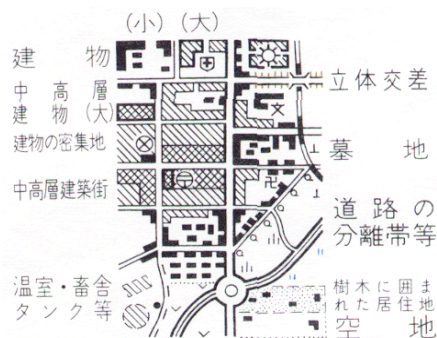 (小)(大)
建物
中高層
建物(大)
建物の密集地
中高層建築街
温室・畜舎
タンク等
立体交差
墓地
道路の
分離帯等
樹木に囲ま
れた居住地
空地
文
卍